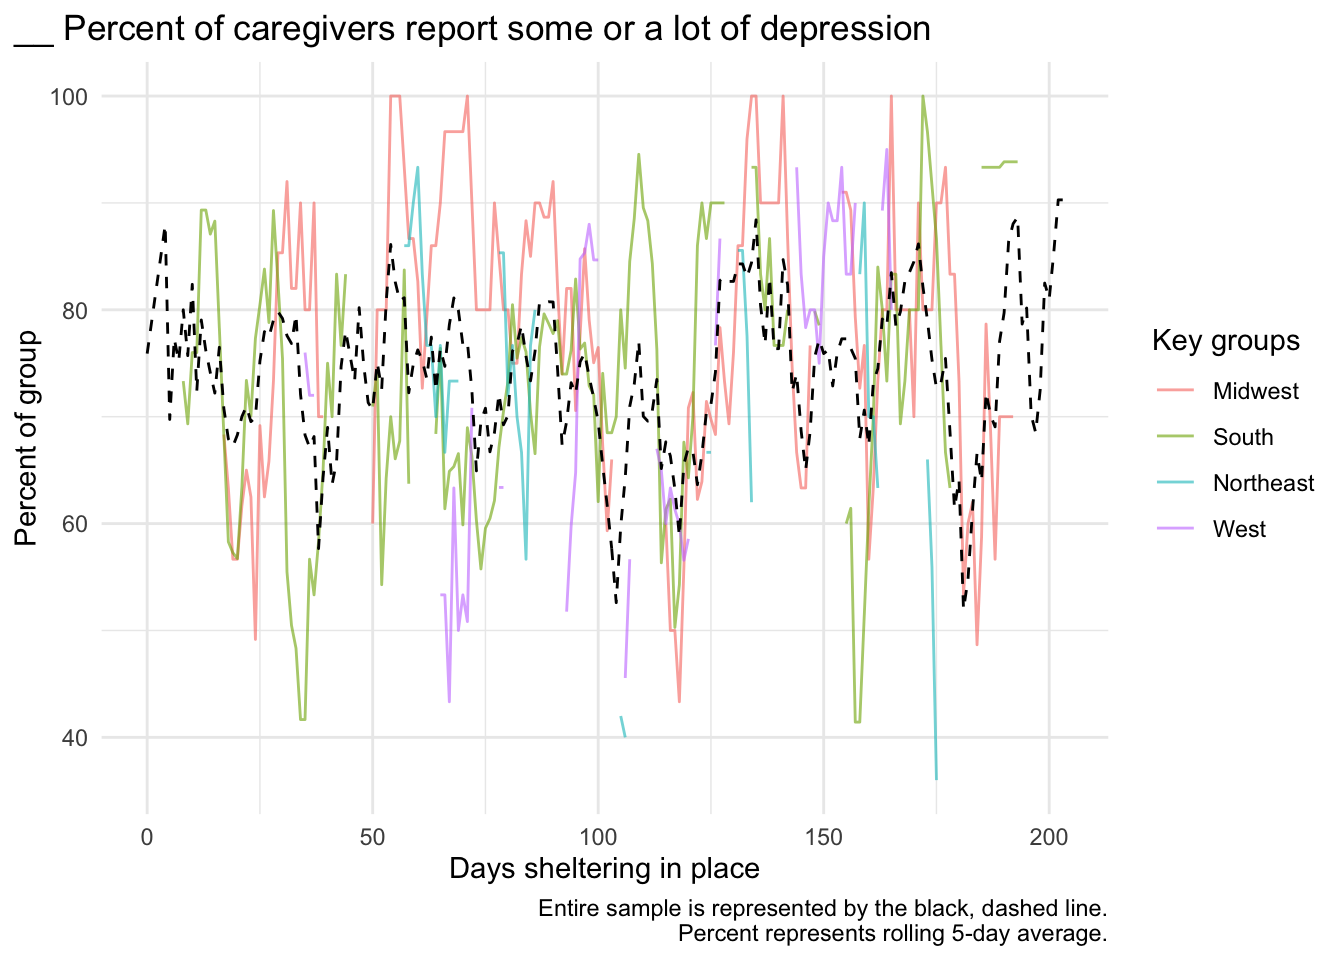 __ Percent of caregivers report some or a lot of depression
100
80
60
40
Percent of group
0
50
100
150
200
Days sheltering in place
Key groups
Midwest
South
Northeast
West
Entire sample is represented by the black, dashed line.
Percent represents rolling 5-day average.